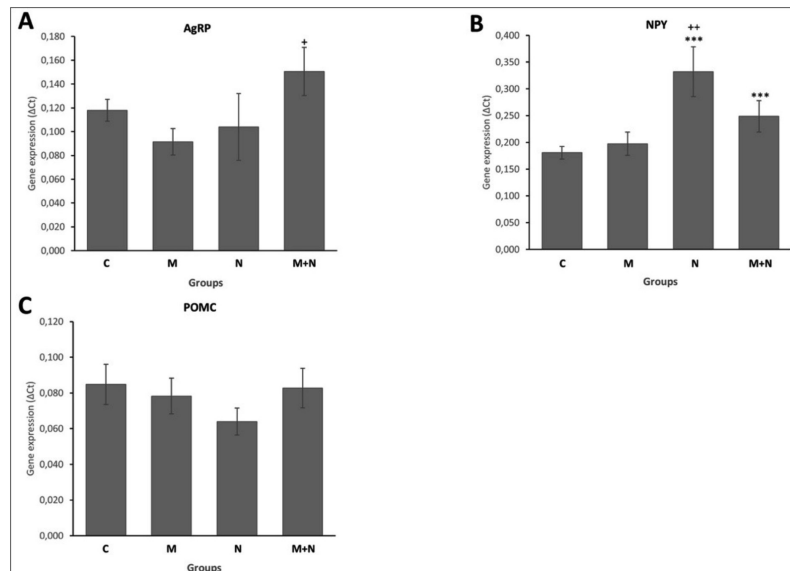 A
AgRP
Gene expression (ΔCt)
0,180
0,160
0,140
0,120
0,100
0,080
0,060
0,040
0,020
0,000
+
C M N M+N
Groups
B
NPY
Gene expression (ΔCt)
0,400
0,350
0,300
0,250
0,200
0,150
0,100
0,050
0,000
++
***
***
C M N M+N
Groups
C
POMC
Gene expression (ΔCt)
0,120
0,100
0,080
0,060
0,040
0,020
0,000
C M N M+N
Groups